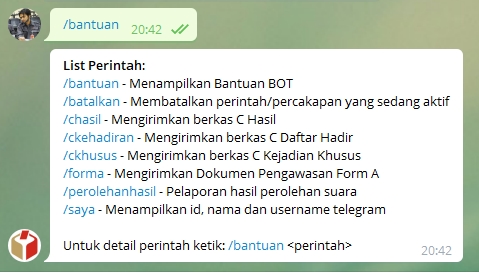 /bantuan
20:42
List Perintah:
/bantuan - Menampilkan Bantuan BOT
/batalkan - Membatalkan perintah/percakapan yang sedang aktif
/chasil - Mengirimkan berkas C Hasil
/ckehadiran - Mengirimkan berkas C Daftar Hadir
/ckhusus - Mengirimkan berkas C Kejadian Khusus
/forma - Mengirimkan Dokumen Pengawasan Form A
/perolehanhasil - Pelaporan hasil perolehan suara
/saya - Menampilkan id, nama dan username telegram
Untuk detail perintah ketik: /bantuan <perintah>
20:42